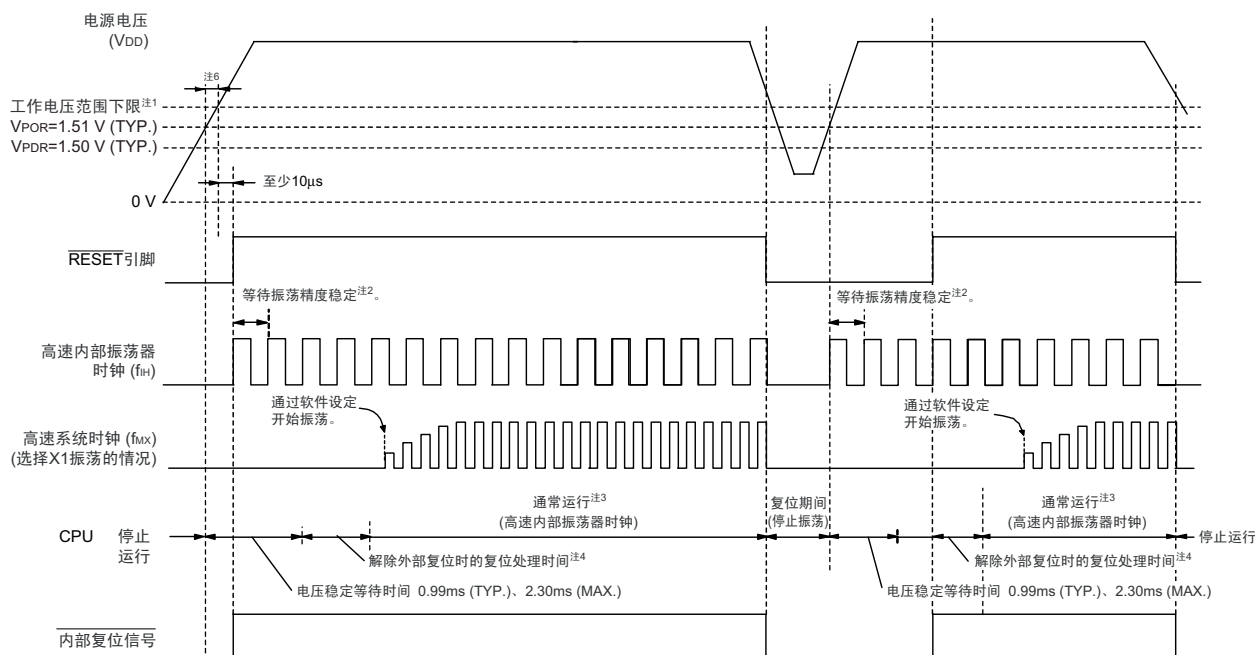 电源电压
(VDD)
注6
工作电压范围下限注1
VPOR=1.51 V (TYP.)
VPDR=1.50 V (TYP.)
至少10μs
0 V
RESET引脚
等待振荡精度稳定注2。
等待振荡精度稳定注2。
高速内部振荡器
时钟 (fIH)
通过软件设定
开始振荡。
通过软件设定
开始振荡。
高速系统时钟 (fMX)
(选择X1振荡的情况)
通常运行注3
(高速内部振荡器时钟)
复位期间
(停止振荡)
通常运行注3
(高速内部振荡器时钟)
CPU 停止
运行
停止运行
解除外部复位时的复位处理时间注4
解除外部复位时的复位处理时间注4
电压稳定等待时间 0.99ms (TYP.)、2.30ms (MAX.)
电压稳定等待时间 0.99ms (TYP.)、2.30ms (MAX.)
内部复位信号